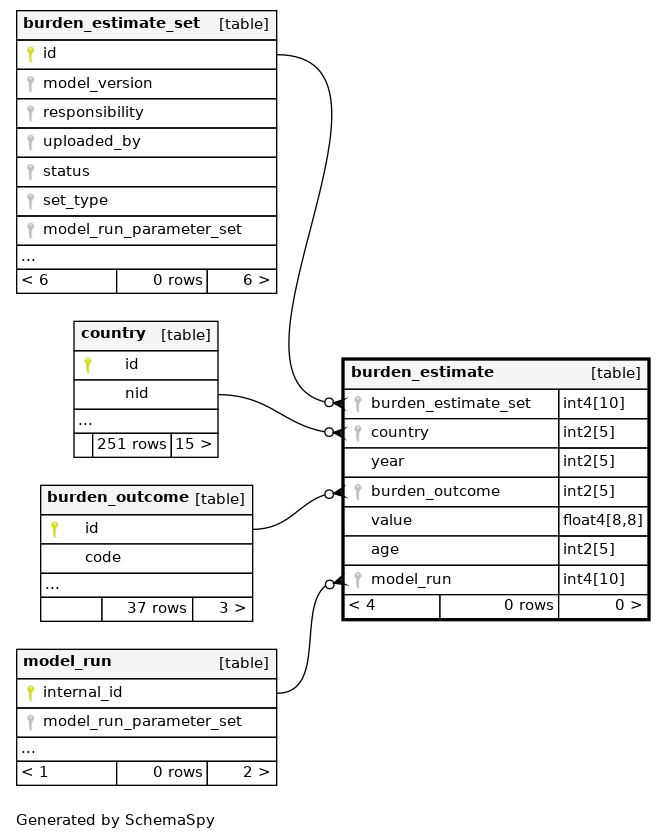 burden_estimate_set [table]
id
model_version
responsibility
uploaded_by
status
set_type
model_run_parameter_set
...
< 6 0 rows 6 >
country [table]
id
nid
...
251 rows 15 >
burden_outcome [table]
id
code
...
37 rows 3 >
model_run [table]
internal_id
model_run_parameter_set
...
< 1 0 rows 2 >
burden_estimate [table]
burden_estimate_set int4[10]
country int2[5]
year int2[5]
burden_outcome int2[5]
value float4[8,8]
age int2[5]
model_run int4[10]
< 4 0 rows 0 >
Generated by SchemaSpy